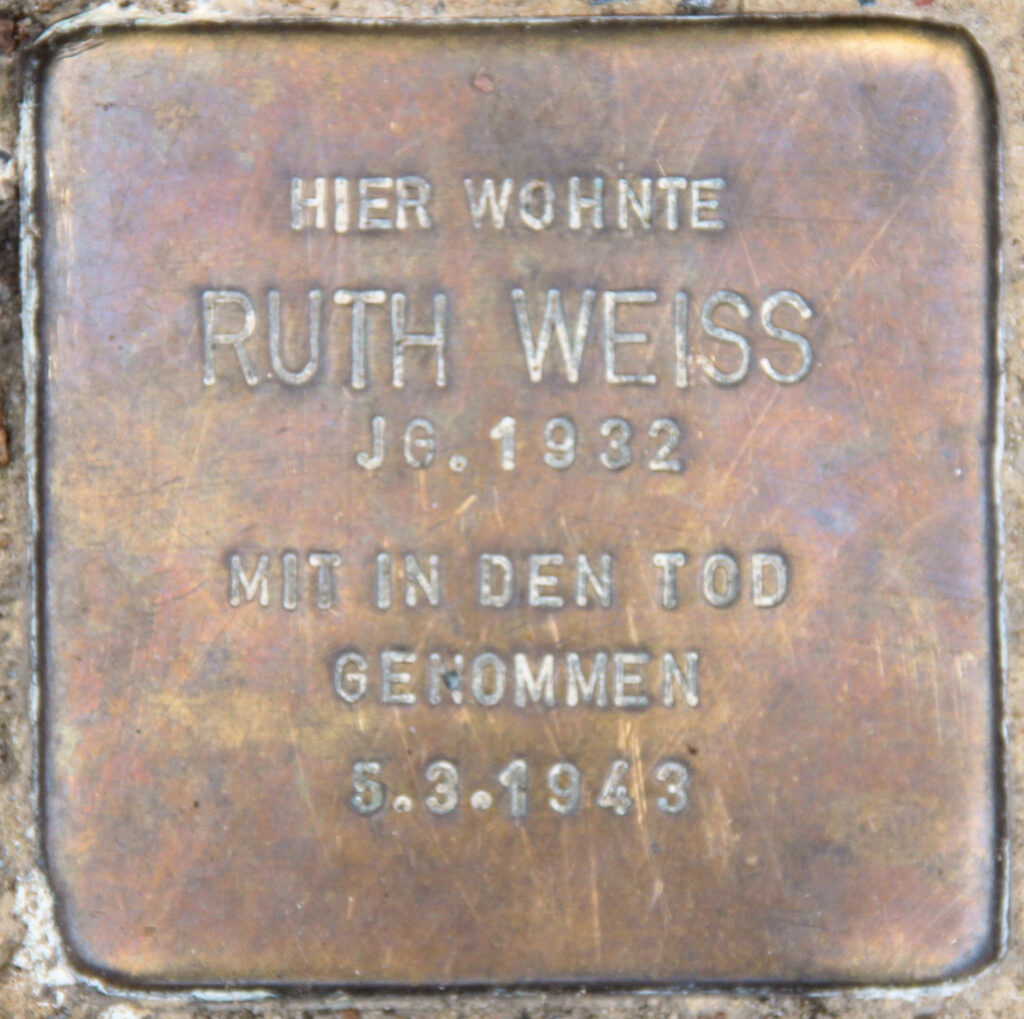 HIER WOHNTE
RUTH WEISS
JG. 1932
MIT IN DEN TOD
GENOMMEN
5.3.1943